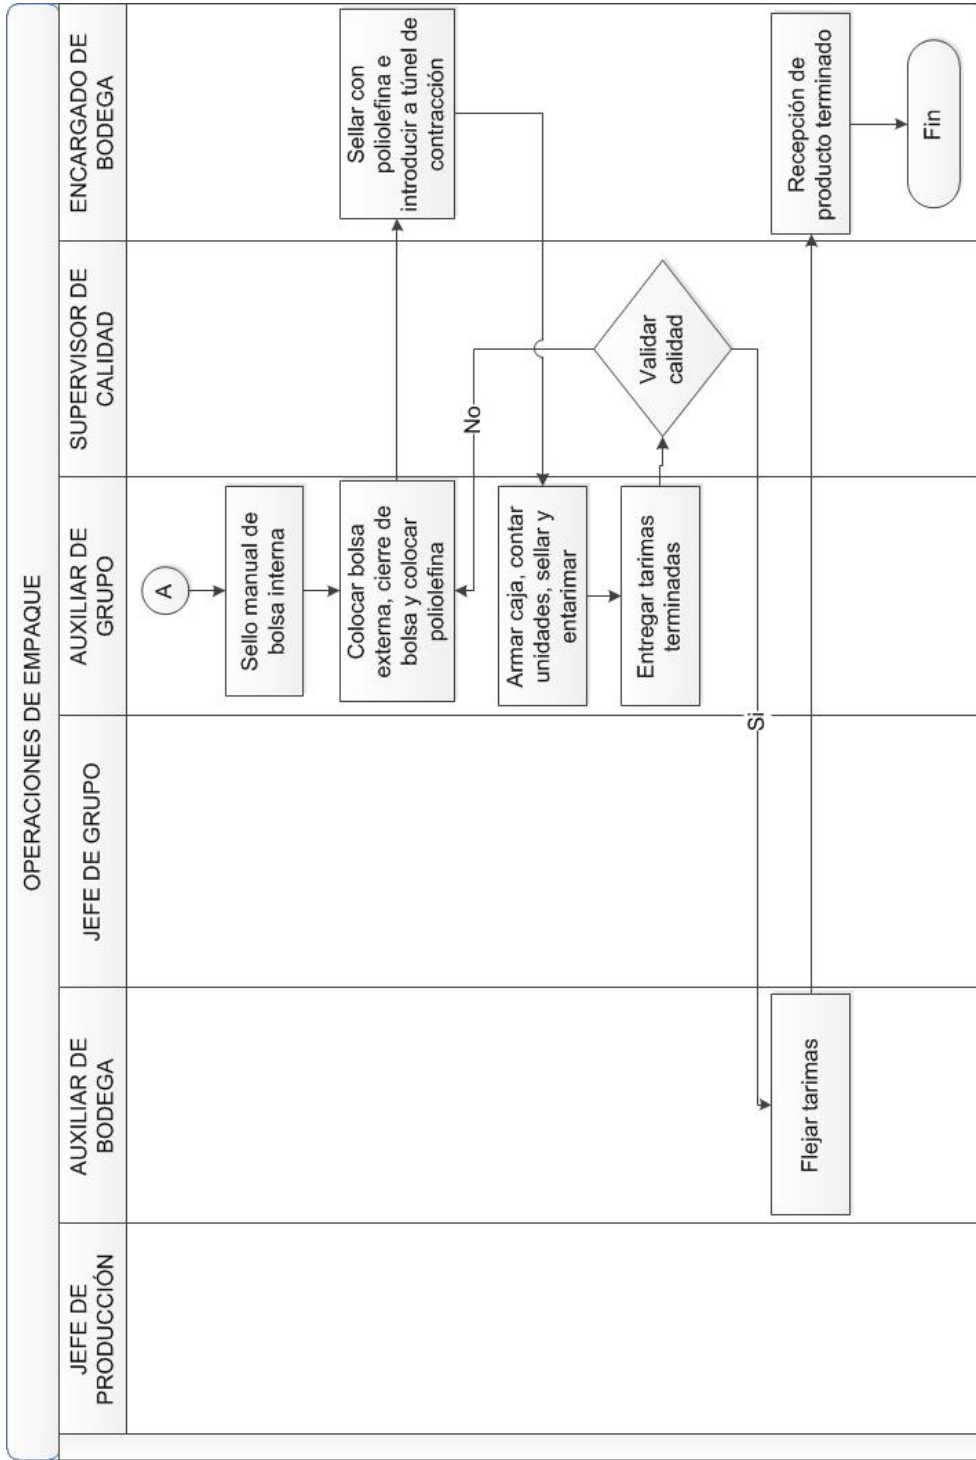 OPERACIONES DE EMPAQUE
JEFE DE
PRODUCCIÓN
AUXILIAR DE
BODEGA
JEFE DE GRUPO
AUXILIAR DE
GRUPO
SUPERVISOR DE
CALIDAD
ENCARGADO DE
BODEGA
A
Sello manual de
bolsa interna
Colocar bolsa
externa, cierre de
bolsa y colocar
poliolefina
Sellar con
poliolefina e
introducir a túnel de
contracción
No
Armar caja, contar
unidades, sellar y
entarimar
Entregar tarimas
terminadas
Validar
calidad
Si
Flejar tarimas
Recepción de
producto terminado
Fin